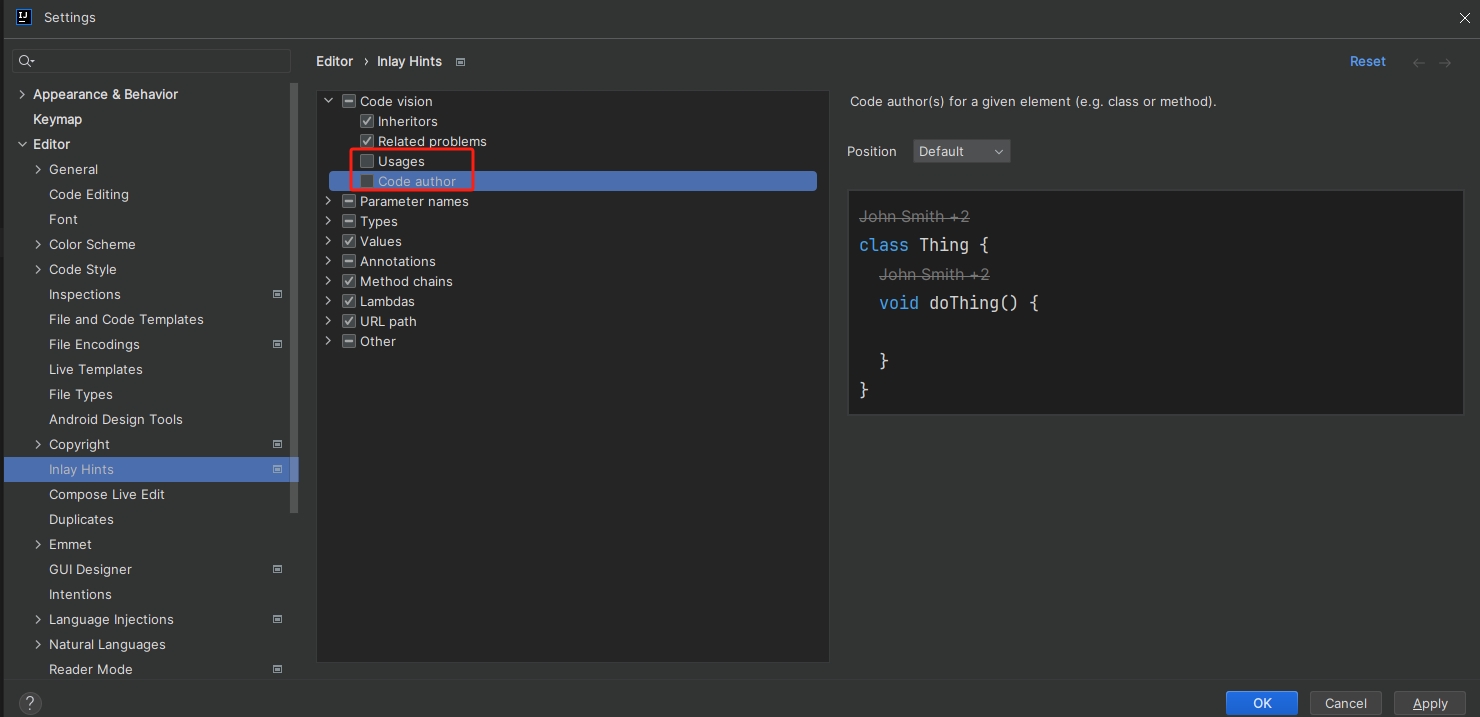 Settings
Appearance & Behavior
Keymap
Editor
General
Code Editing
Font
Color Scheme
Code Style
Inspections
File and Code Templates
File Encodings
Live Templates
File Types
Android Design Tools
Copyright
Inlay Hints
Compose Live Edit
Duplicates
Emmet
GUI Designer
Intentions
Language Injections
Natural Languages
Reader Mode
?
Editor › Inlay Hints
Reset
Code vision
Inheritors
Related problems
Usages
Code author
Parameter names
Types
Values
Annotations
Method chains
Lambdas
URL path
Other
Code author(s) for a given element (e.g. class or method).
Position Default
John Smith +2
class Thing {
John Smith +2
void doThing() {
}
}
OK Cancel Apply